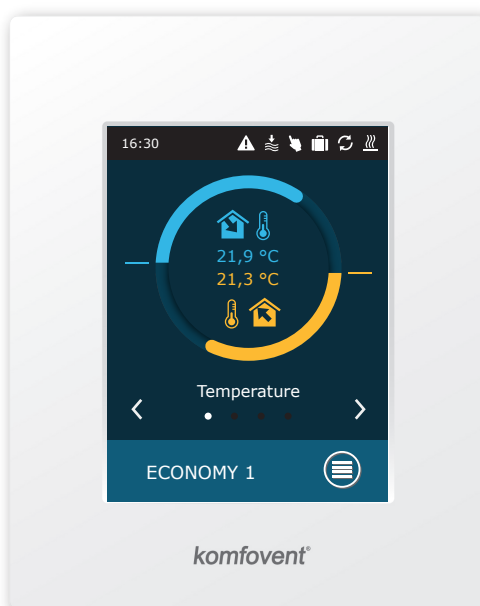 16:30
21,9 °C
21,3 °C
Temperature
ECONOMY 1
komfovent®